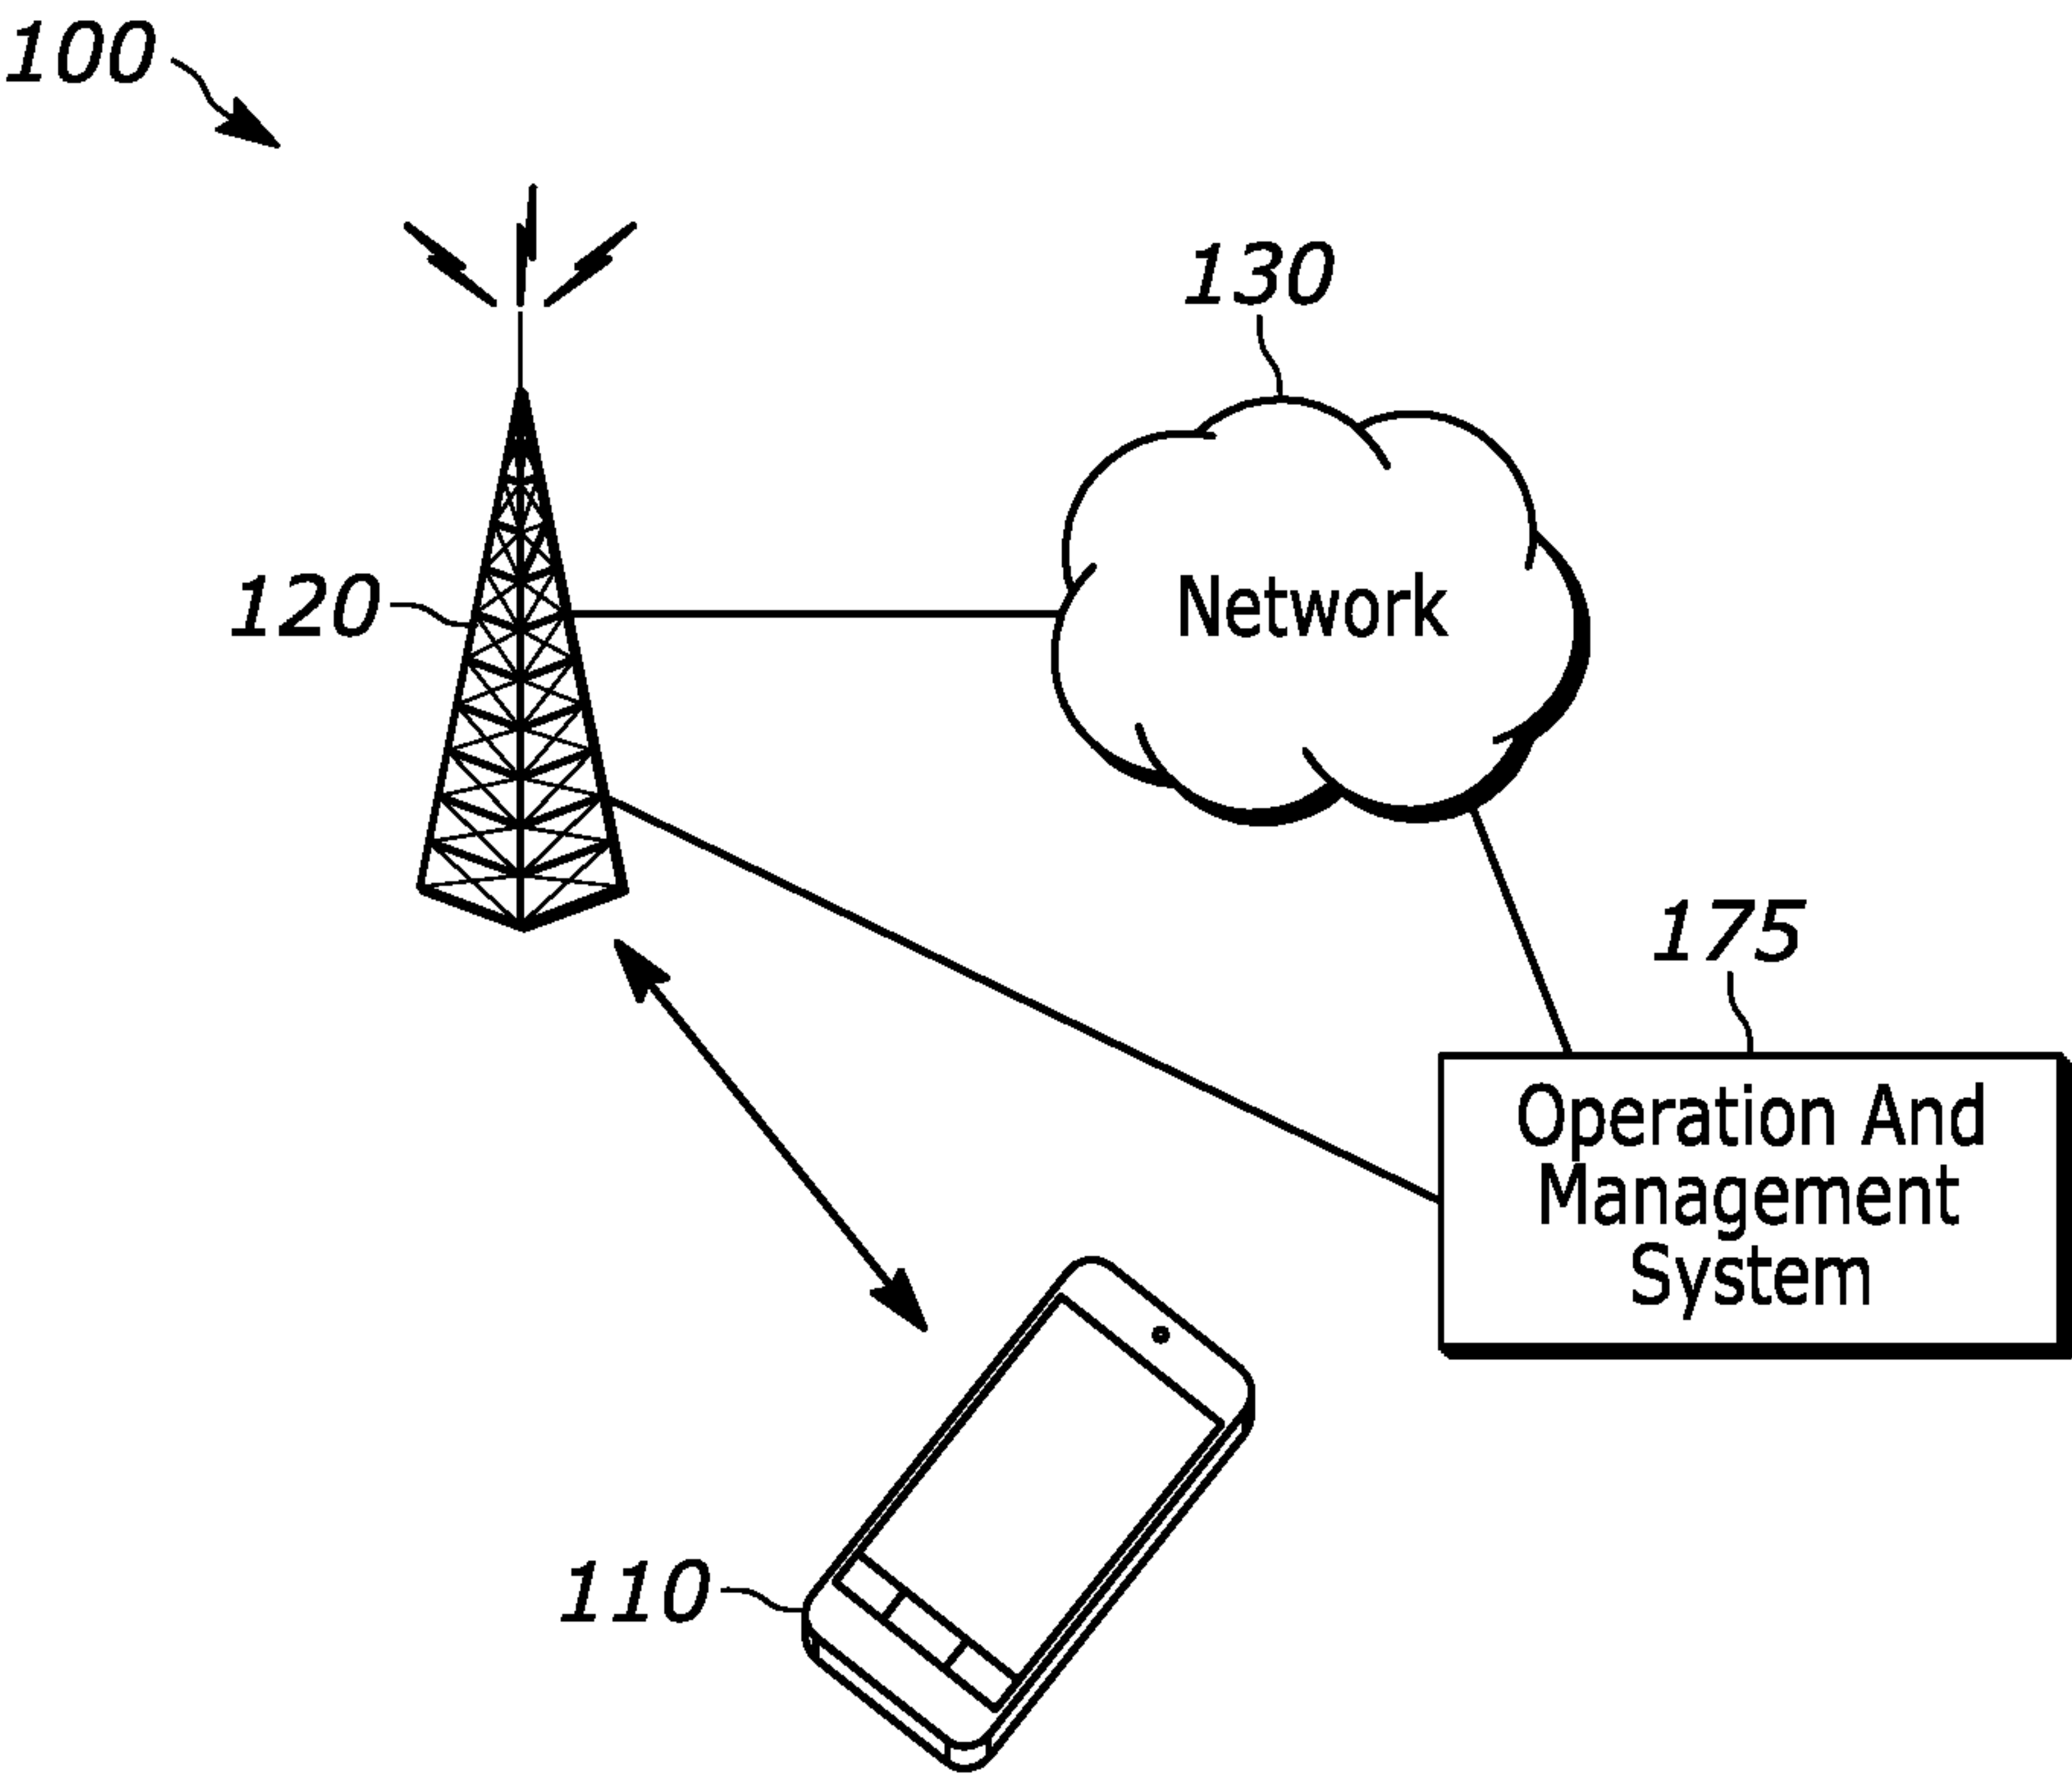 100
130
120
Network
175
Operation And
Management
System
110